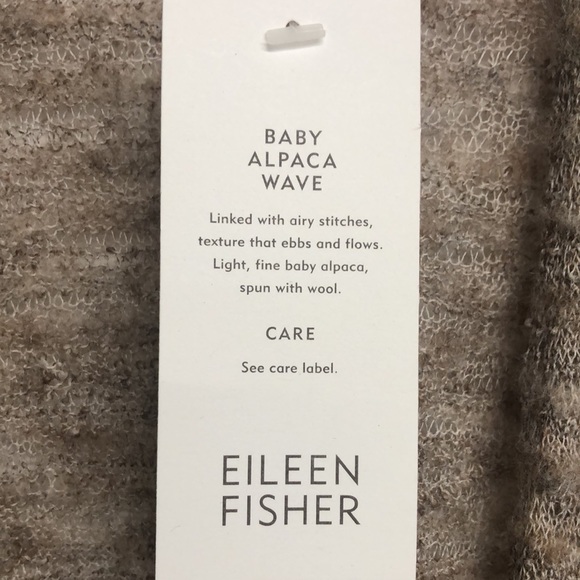 BABY
ALPACA
WAVE
Linked with airy stitches,
texture that ebbs and flows.
Light, fine baby alpaca,
spun with wool.
CARE
See care label.
EILEEN
FISHER